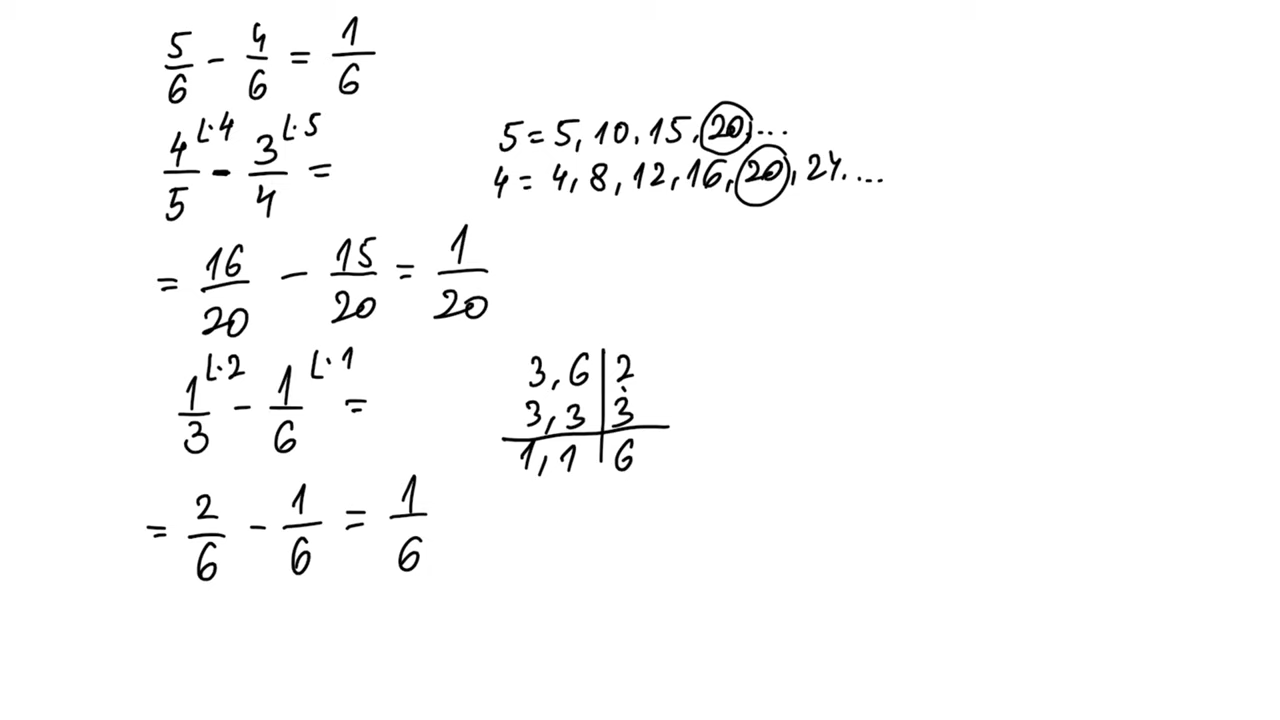 5/6 - 4/6 = 1/6
4/5 ⌊·4 - 3/4 ⌊·5 =
5 = 5, 10, 15, 20, ...
4 = 4, 8, 12, 16, 20, 24, ...
= 16/20 - 15/20 = 1/20
1/3 ⌊·2 - 1/6 ⌊·1 =
3, 6 | 2
3, 3 | 3
1, 1 | 6
= 2/6 - 1/6 = 1/6